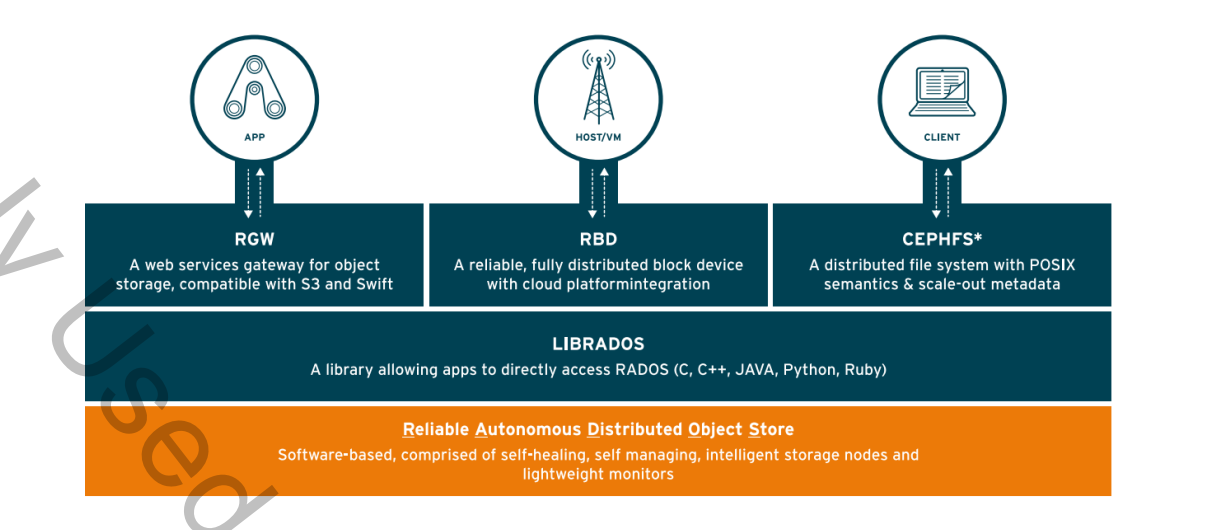 APP
HOST/VM
CLIENT
RGW
A web services gateway for object
storage, compatible with S3 and Swift
RBD
A reliable, fully distributed block device
with cloud platformintegration
CEPHFS*
A distributed file system with POSIX
semantics & scale-out metadata
LIBRADOS
A library allowing apps to directly access RADOS (C, C++, JAVA, Python, Ruby)
Reliable Autonomous Distributed Object Store
Software-based, comprised of self-healing, self managing, intelligent storage nodes and
lightweight monitors
ly Used